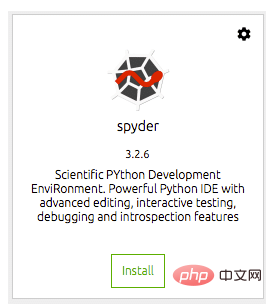 spyder
3.2.6
Scientific PYthon Development
EnviRonment. Powerful Python IDE with
advanced editing, interactive testing,
debugging and introspection features
Install
php 中文网